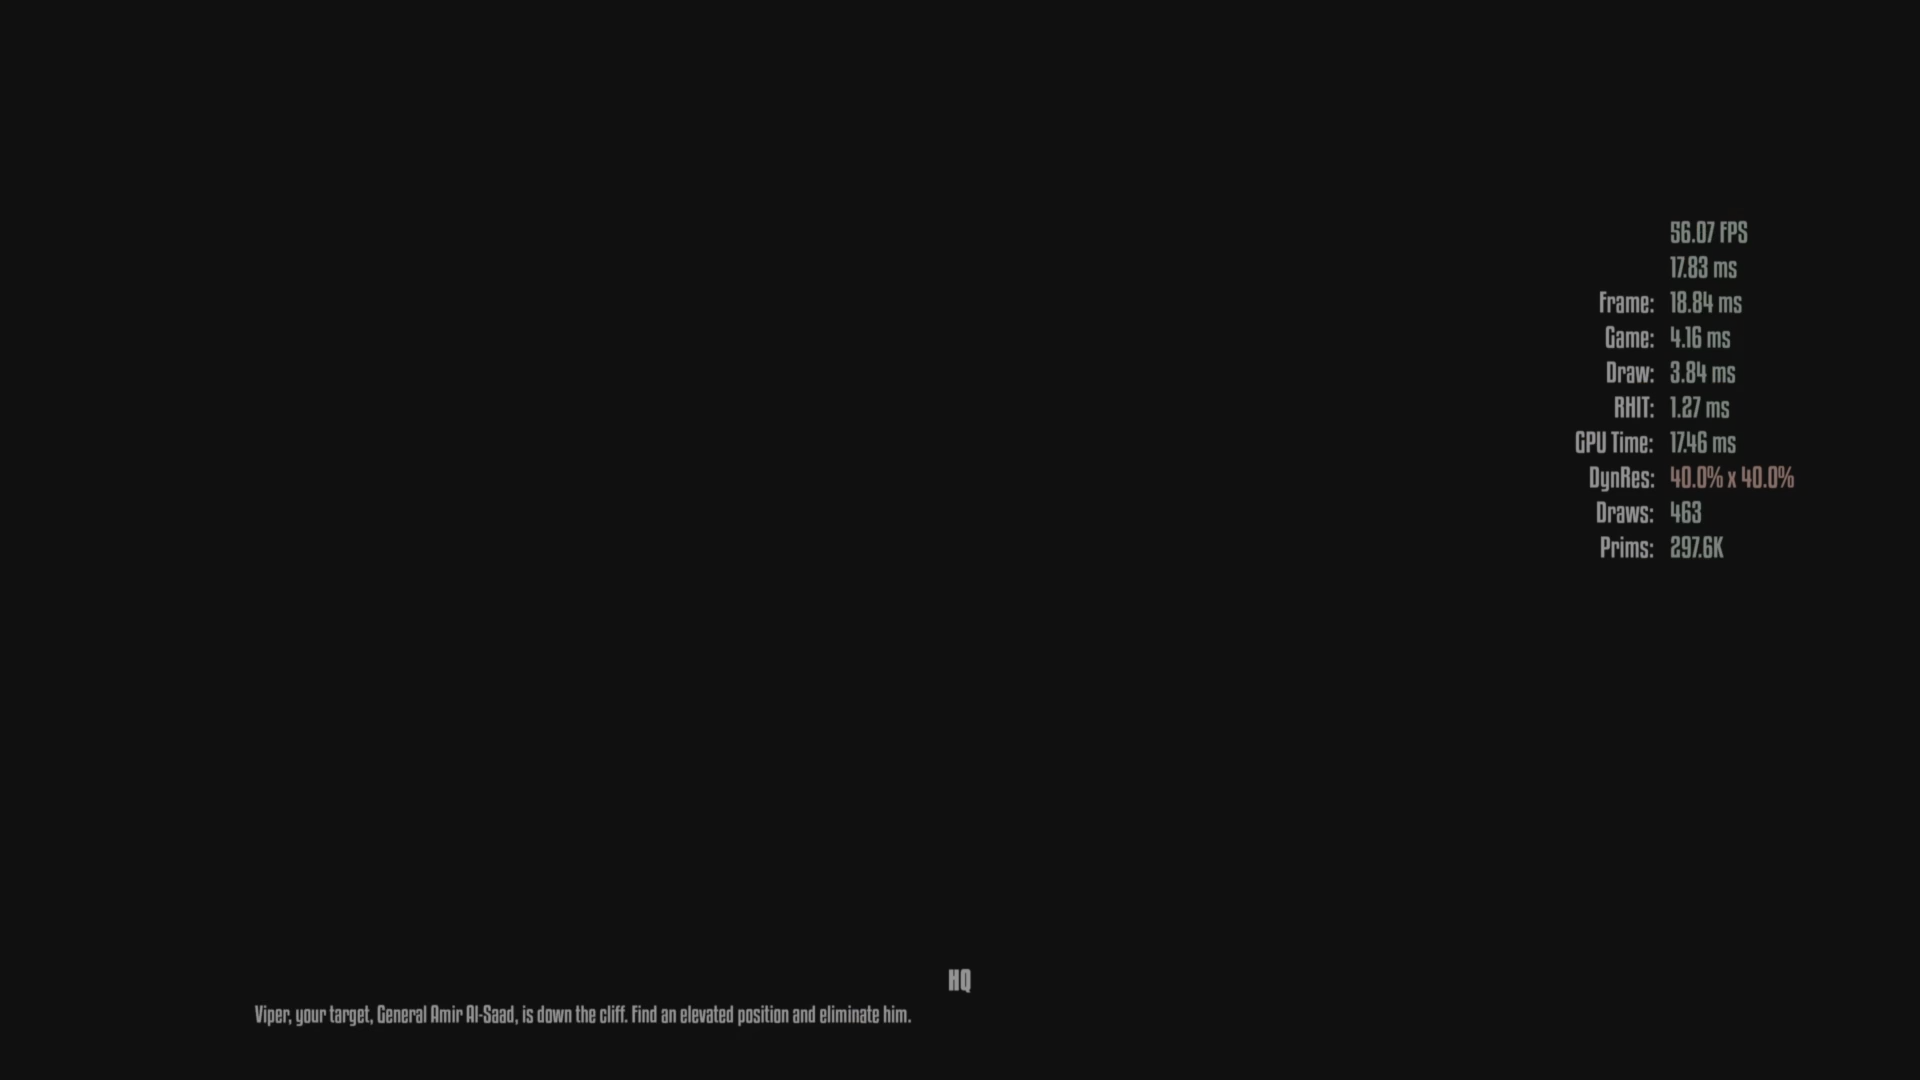 56.07 FPS
17.83 ms
Frame: 18.84 ms
Game: 4.16 ms
Draw: 3.84 ms
RHIT: 1.27 ms
GPU Time: 17.46 ms
DynRes: 40.0% x 40.0%
Draws: 463
Prims: 297.6K
HQ
Viper, your target, General Amir Al-Saad, is down the cliff. Find an elevated position and eliminate him.